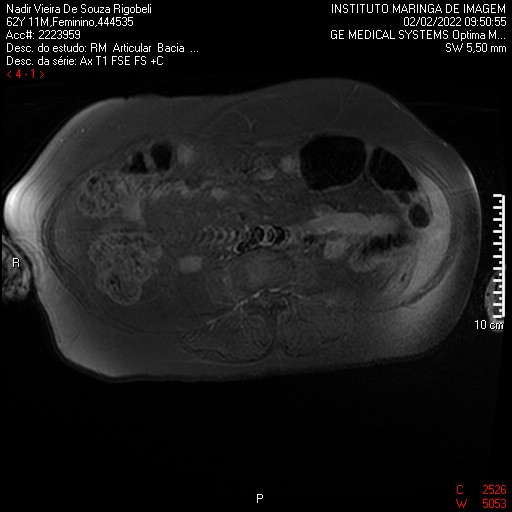 Nadir Vieira De Souza Rigobeli
62Y 11M,Feminino,444535
Acc#: 2223959
Desc. do estudo: RM Articular Bacia ...
Desc. da série: Ax T1 FSE FS +C
< 4 - 1 >
INSTITUTO MARINGA DE IMAGEM
02/02/2022 09:50:55
GE MEDICAL SYSTEMS Optima M...
SW 5,50 mm
R
10 cm
P
C 2526
W 5053